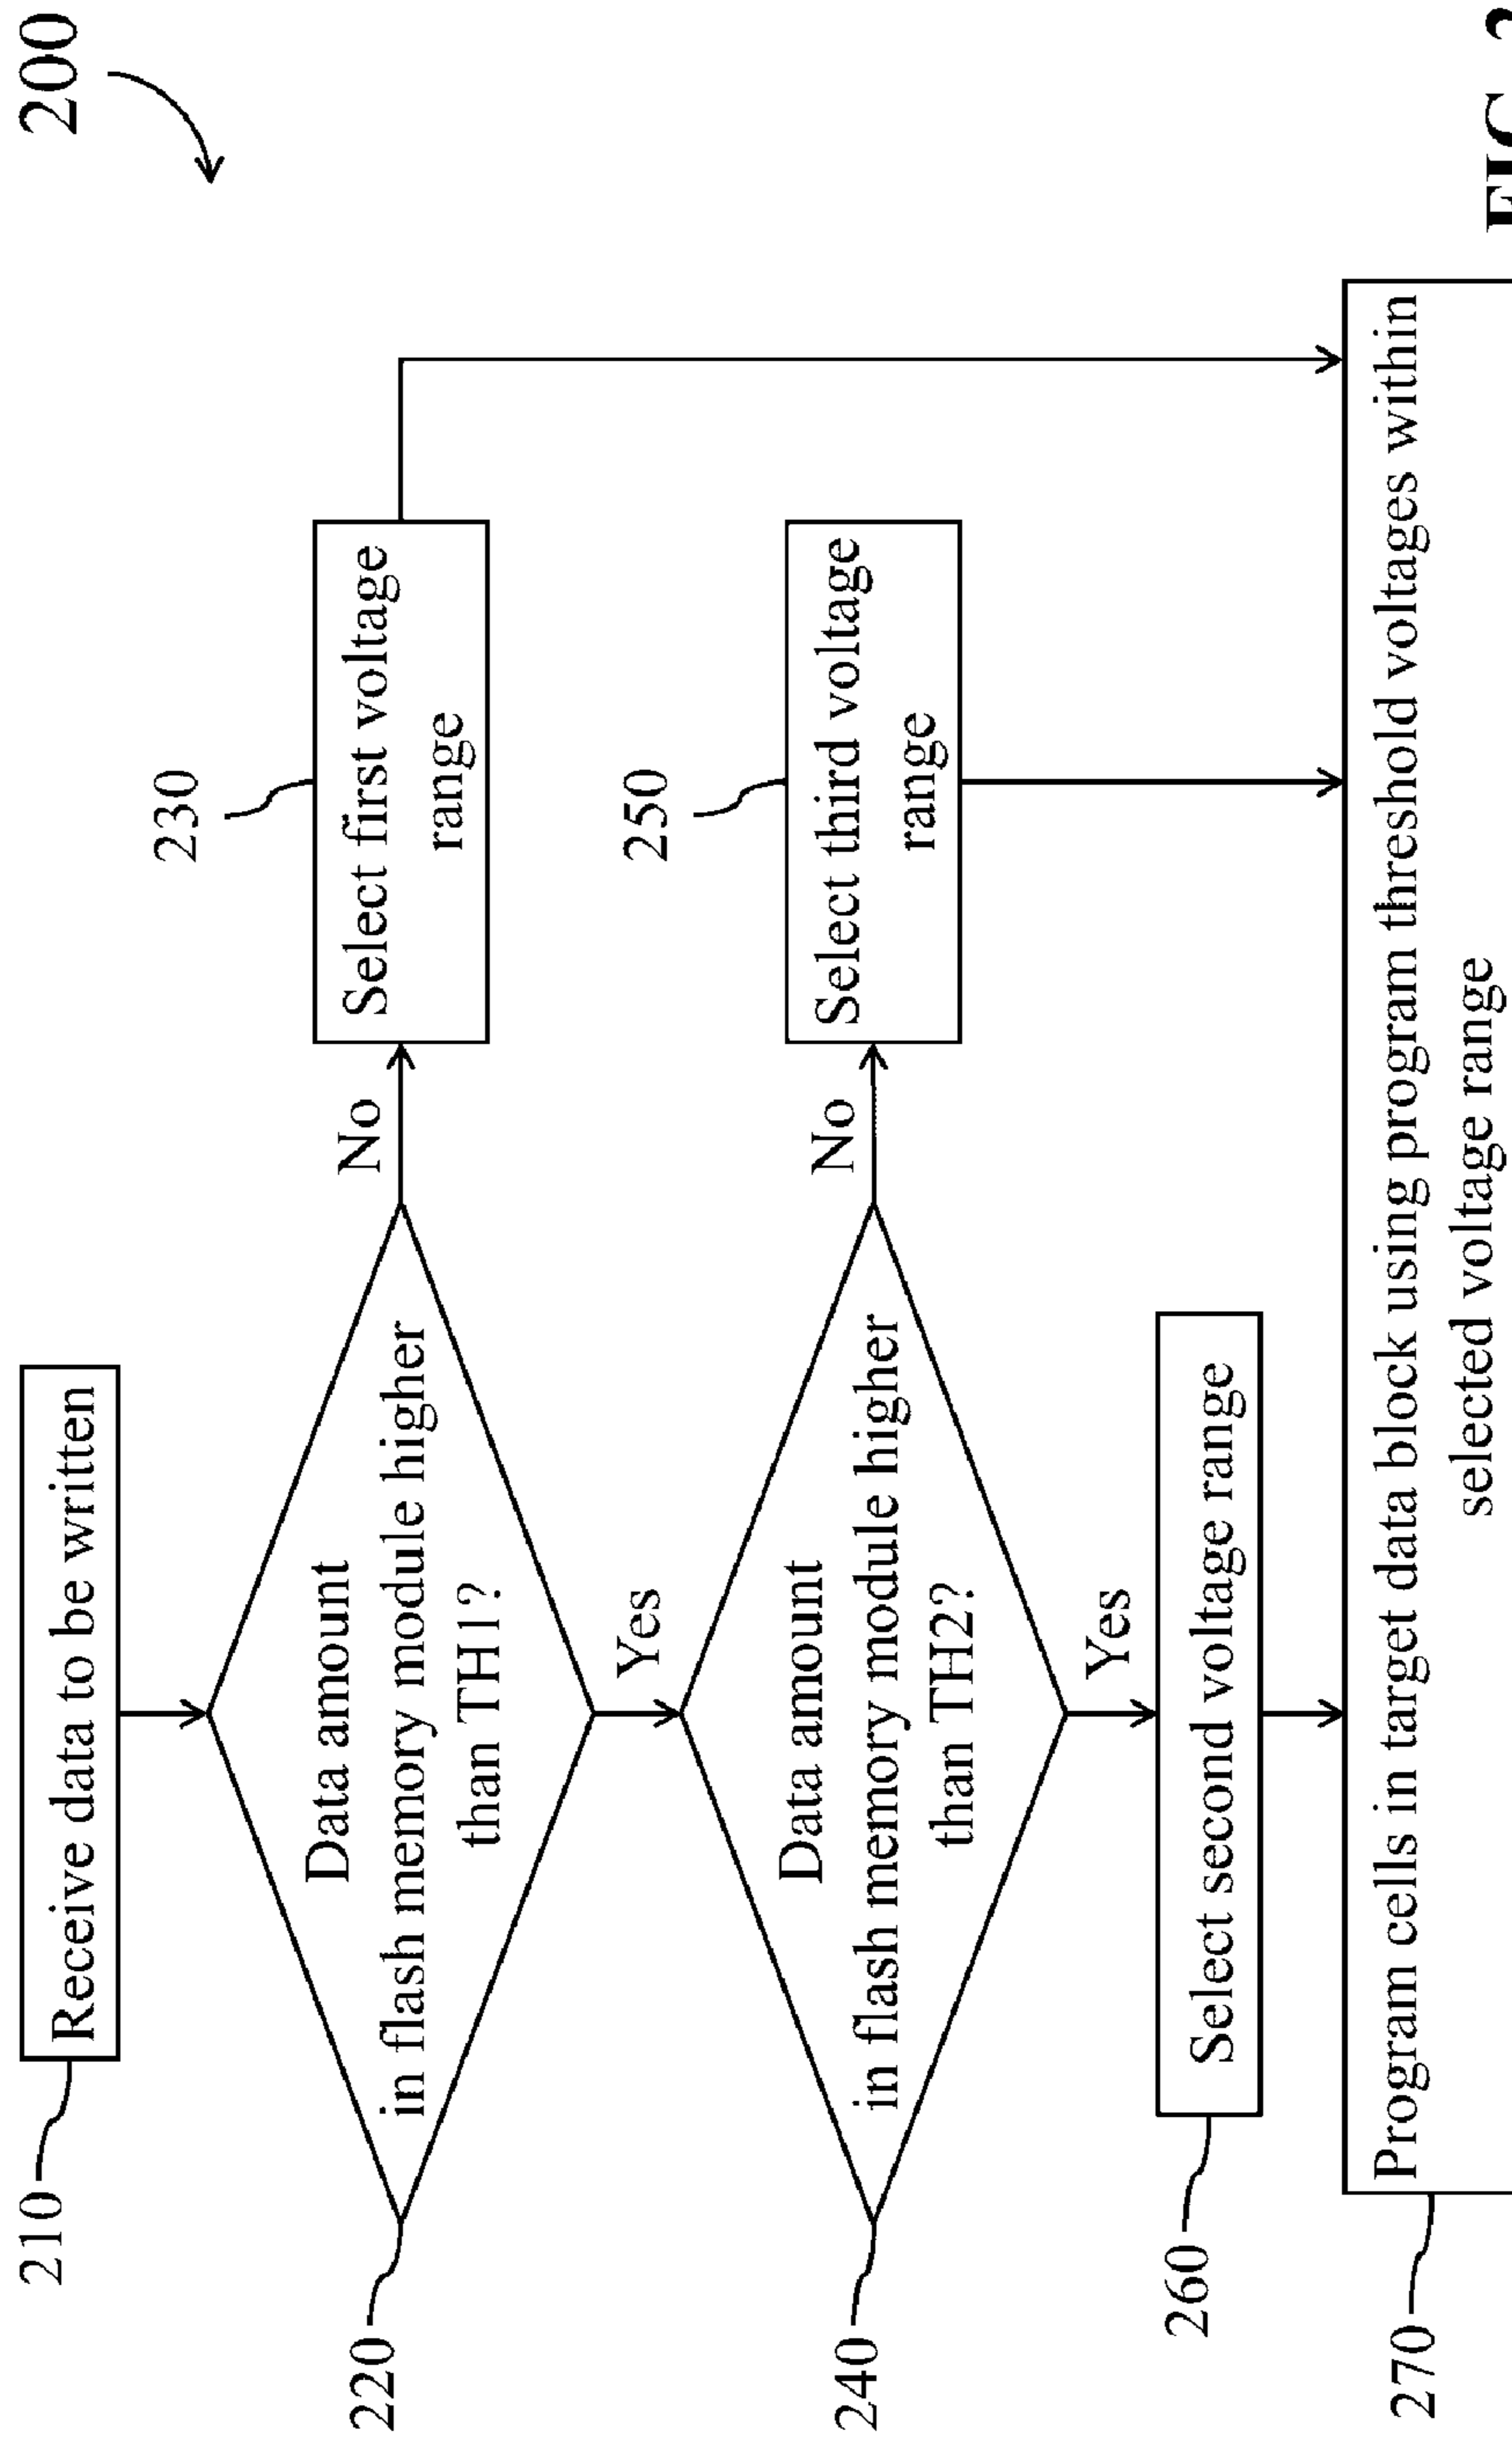 200
210
Receive data to be written
220
Data amount
in flash memory module higher
than TH1?
No
230
Select first voltage
range
Yes
240
Data amount
in flash memory module higher
than TH2?
No
250
Select third voltage
range
Yes
260
Select second voltage range
270
Program cells in target data block using program threshold voltages within
selected voltage range